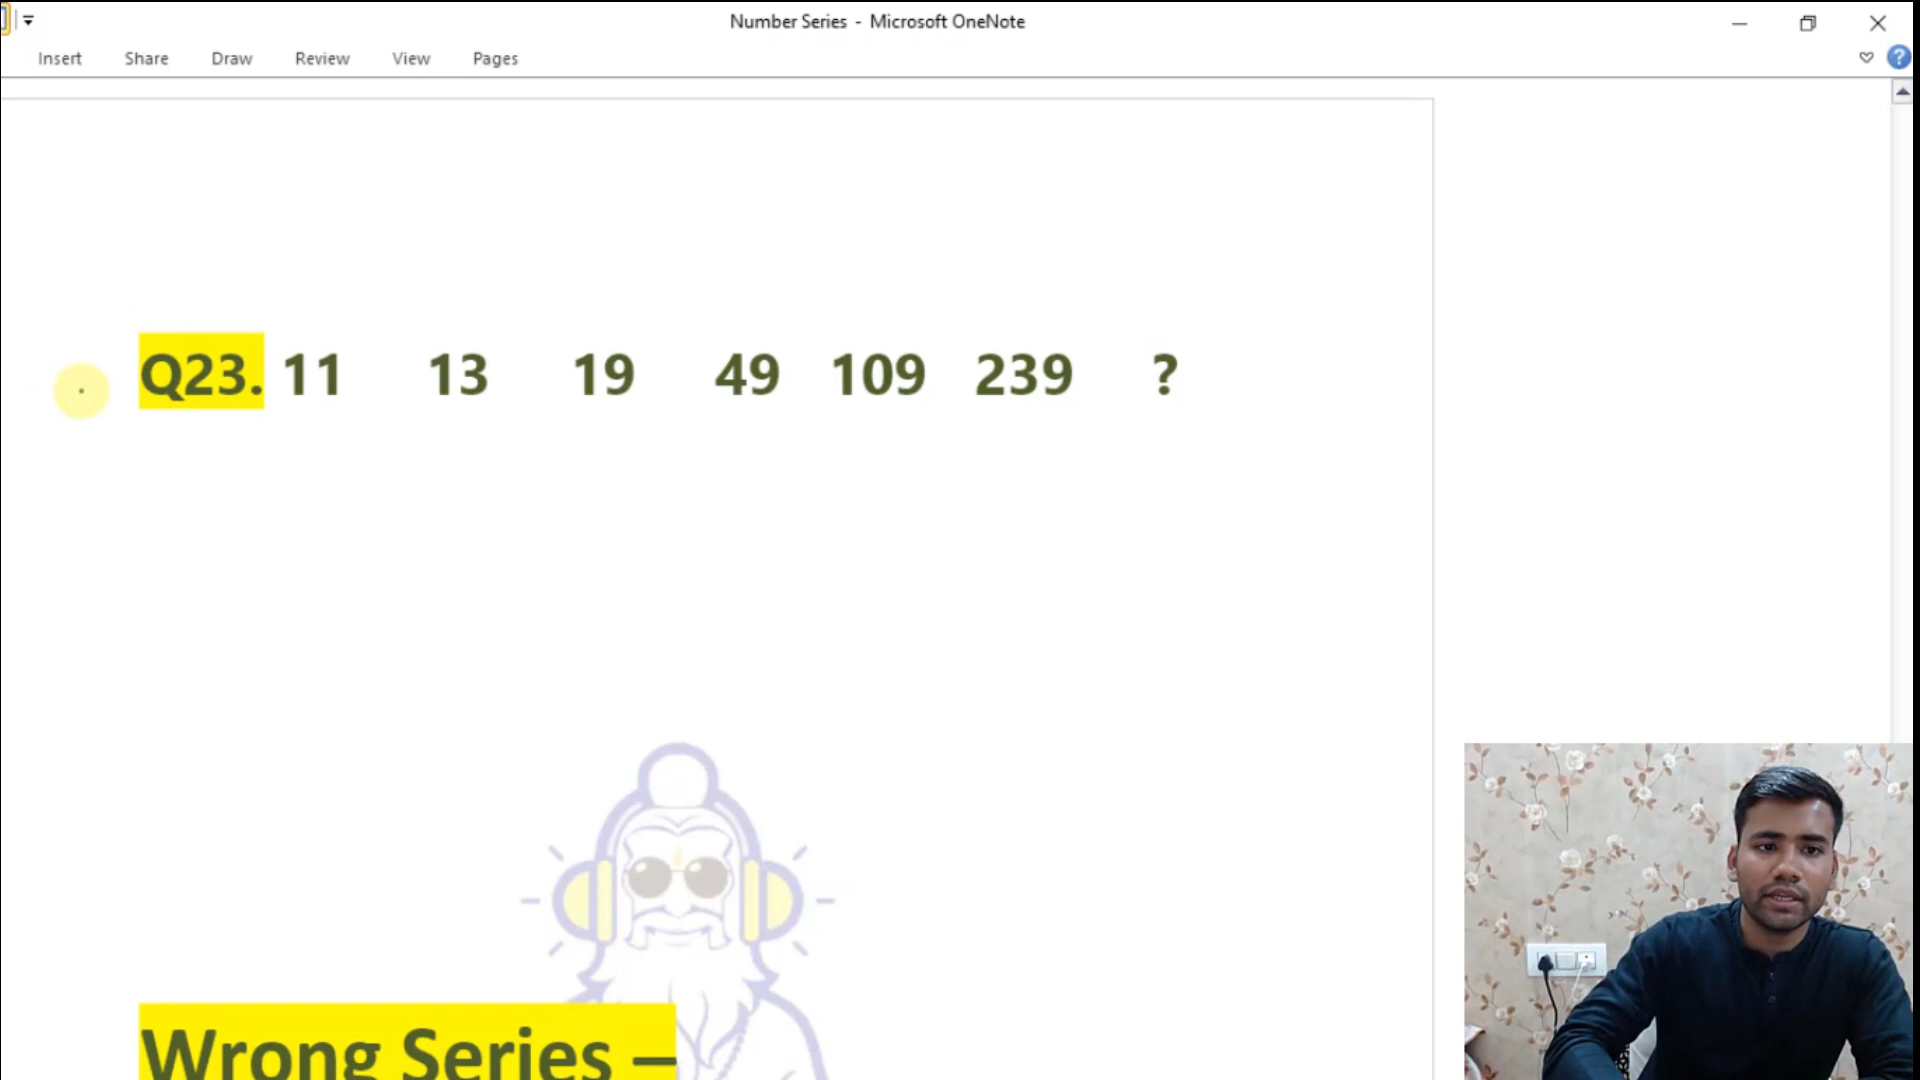 Number Series - Microsoft OneNote
Insert Share Draw Review View Pages
?
Q23. 11 13 19 49 109 239 ?
Wrong Series –